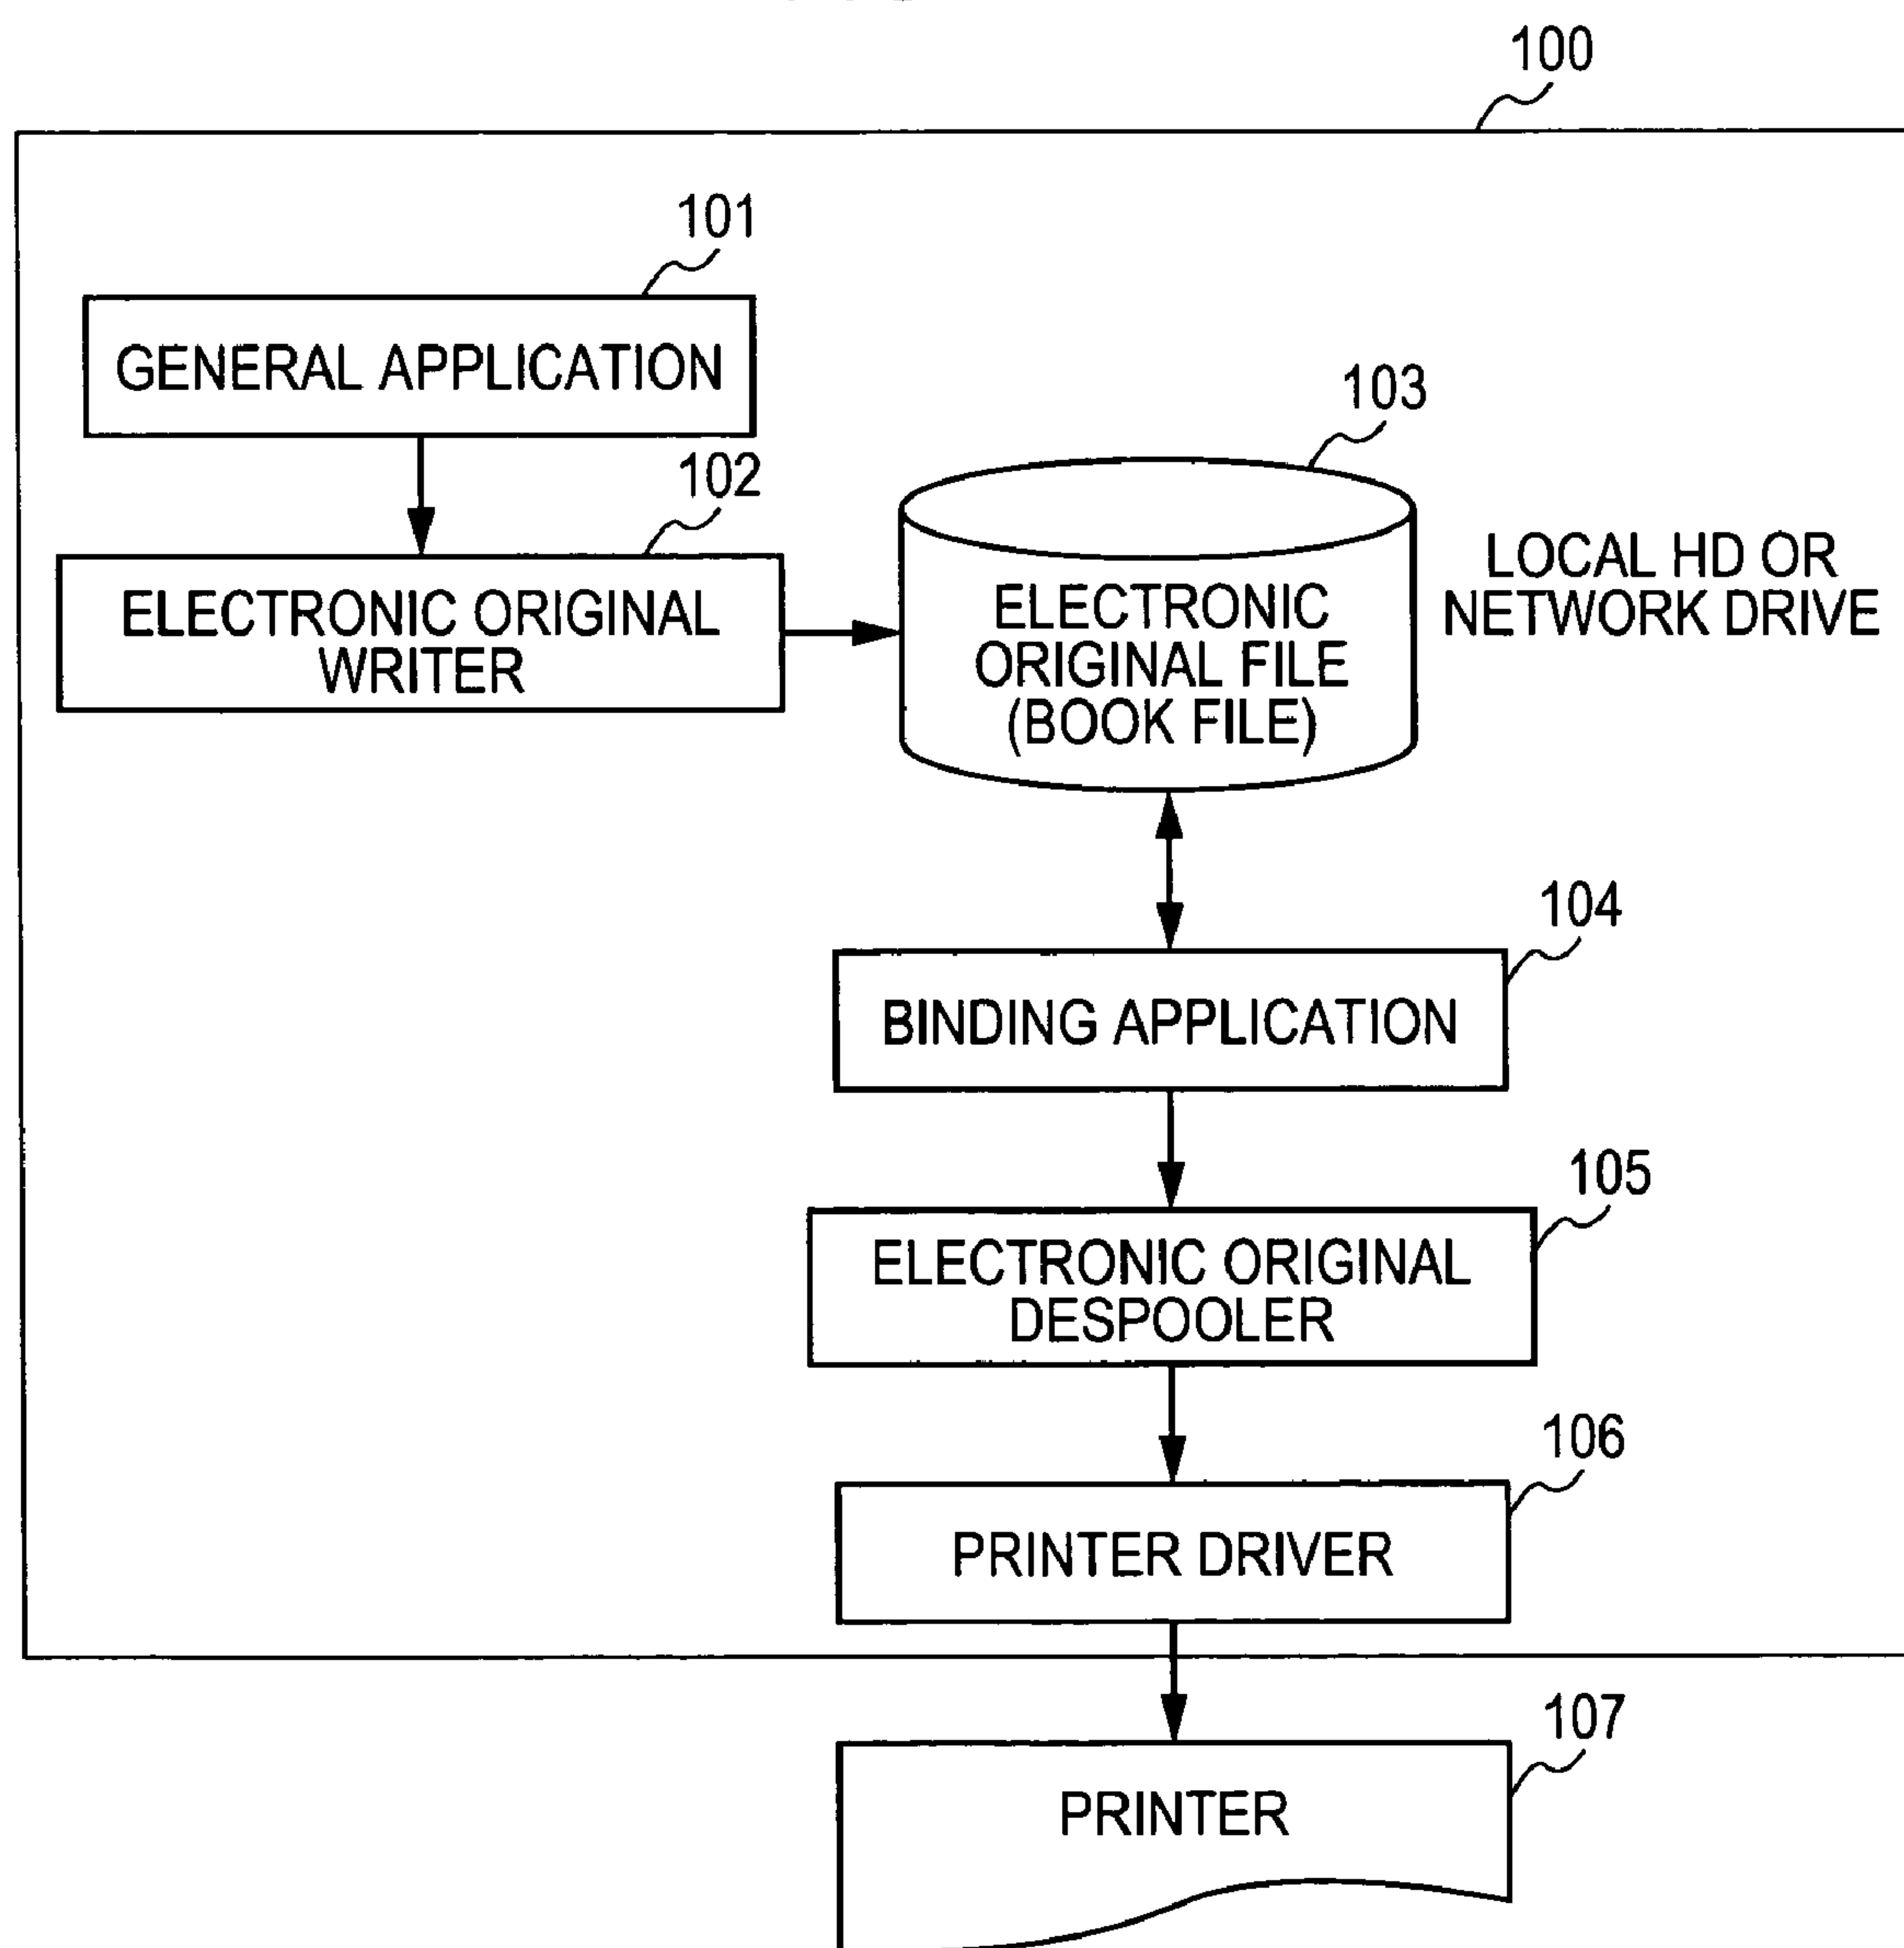 100
101
GENERAL APPLICATION
102
ELECTRONIC ORIGINAL
WRITER
103
ELECTRONIC
ORIGINAL FILE
(BOOK FILE)
LOCAL HD OR
NETWORK DRIVE
104
BINDING APPLICATION
105
ELECTRONIC ORIGINAL
DESPOOLER
106
PRINTER DRIVER
107
PRINTER